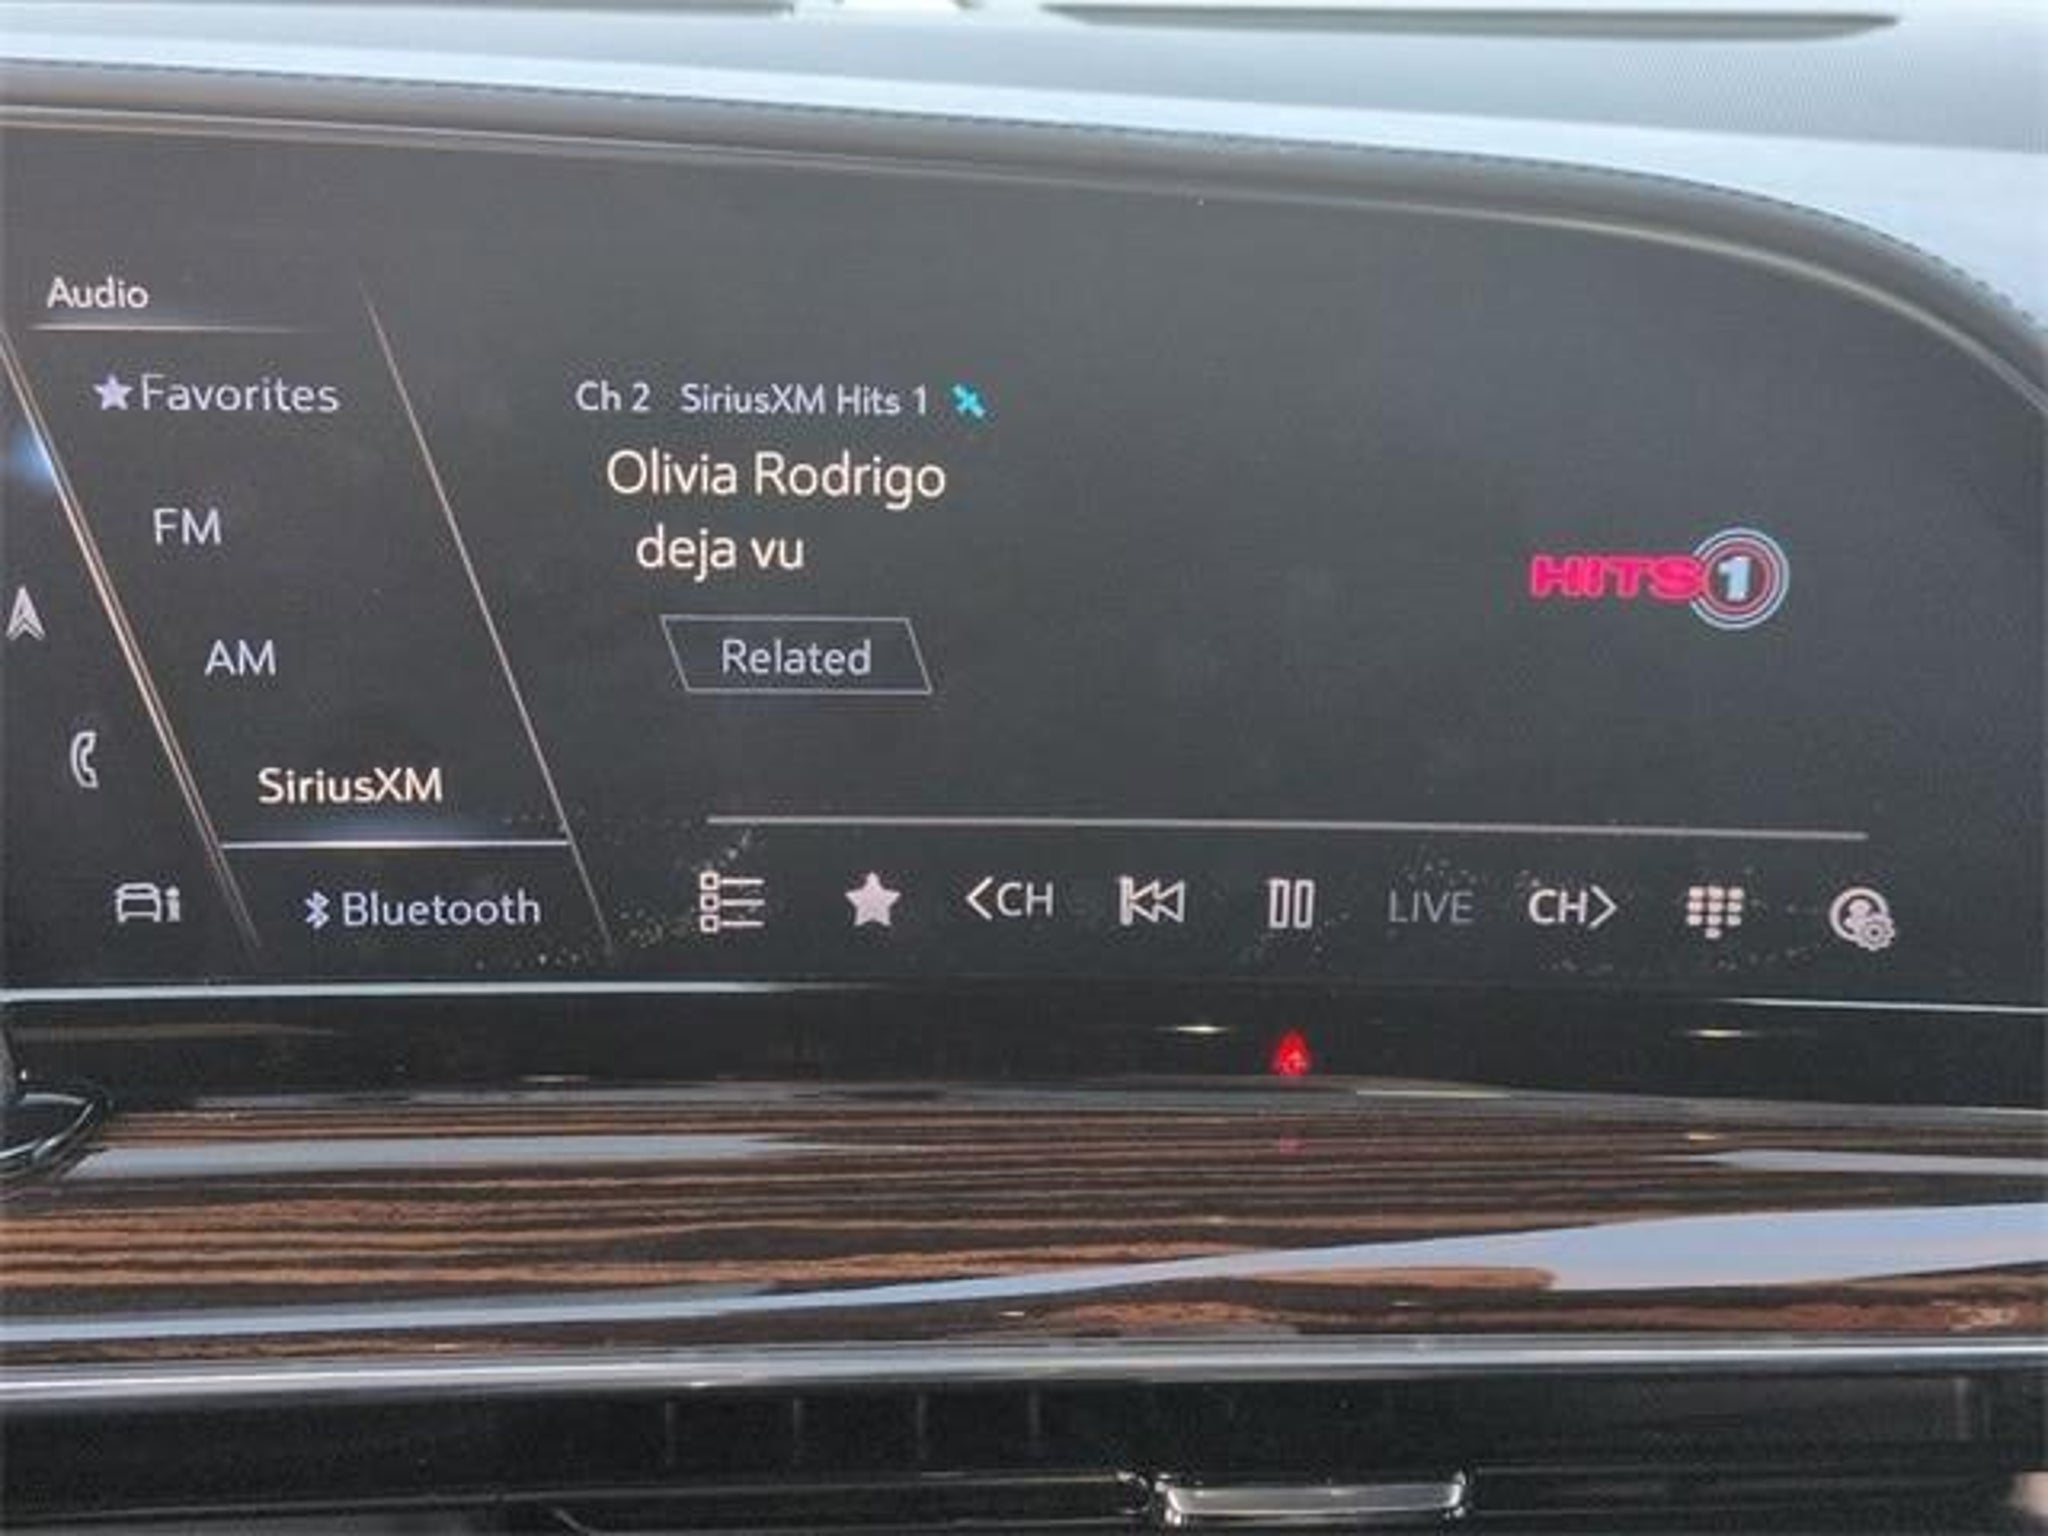 Audio
Favorites
FM
AM
SiriusXM
Bluetooth
Ch 2 SiriusXM Hits 1
Olivia Rodrigo
deja vu
Related
HITS 1
<CH
LIVE
CH>